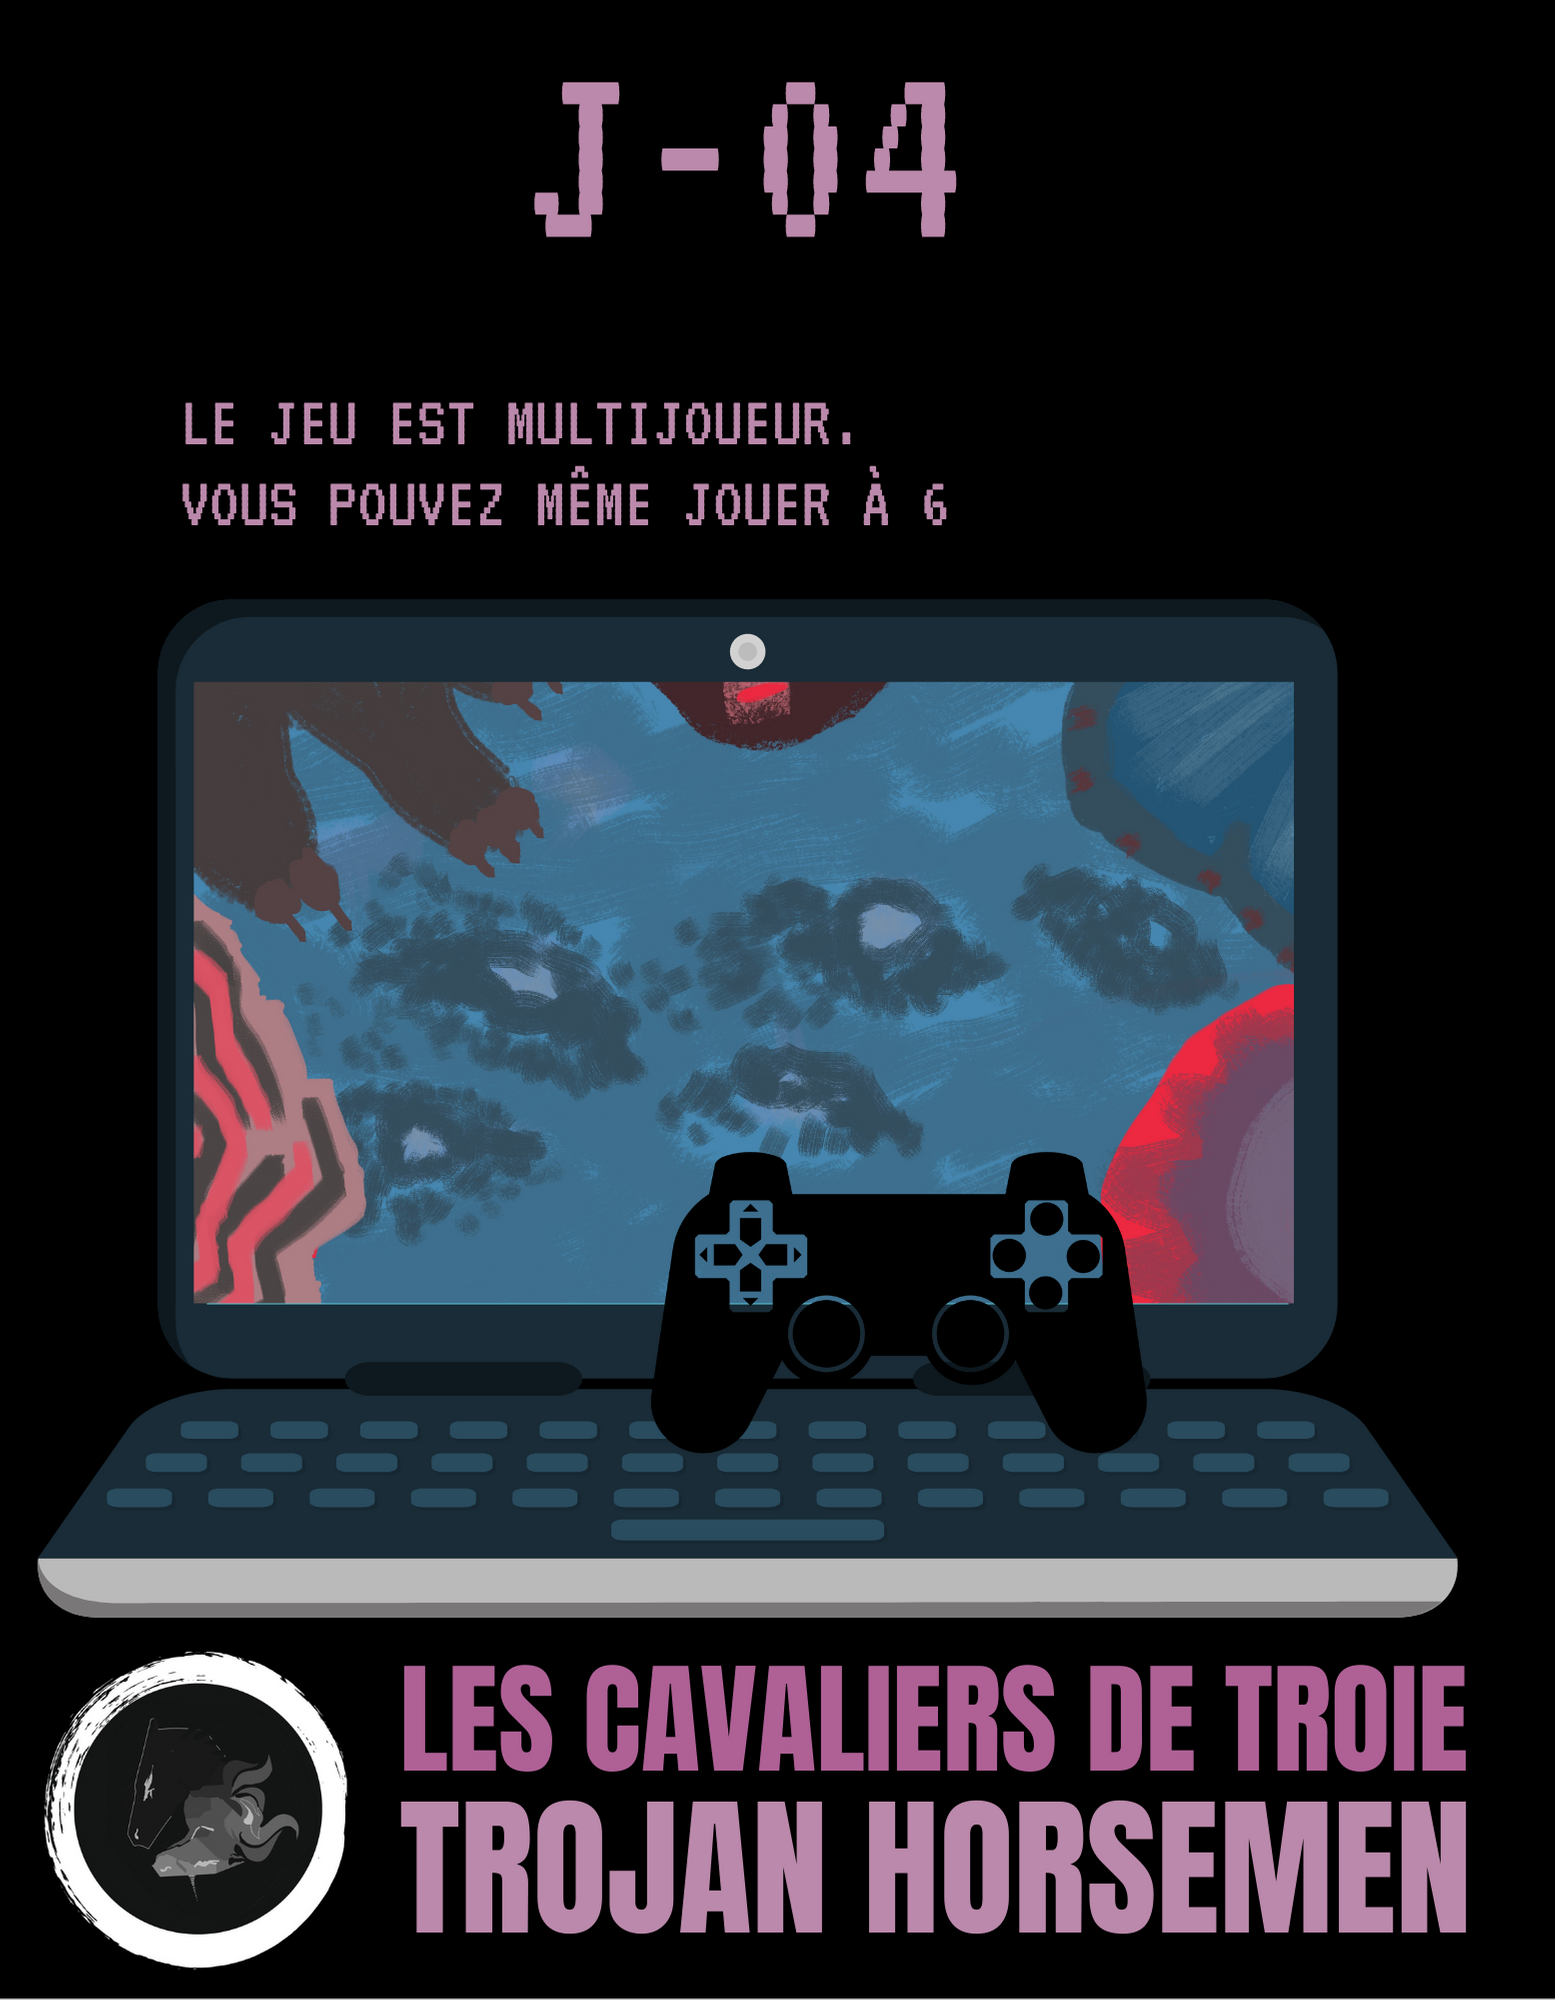 J-04
LE JEU EST MULTIJOUEUR.
VOUS POUVEZ MÊME JOUER À 6
LES CAVALIERS DE TROIE
TROJAN HORSEMEN